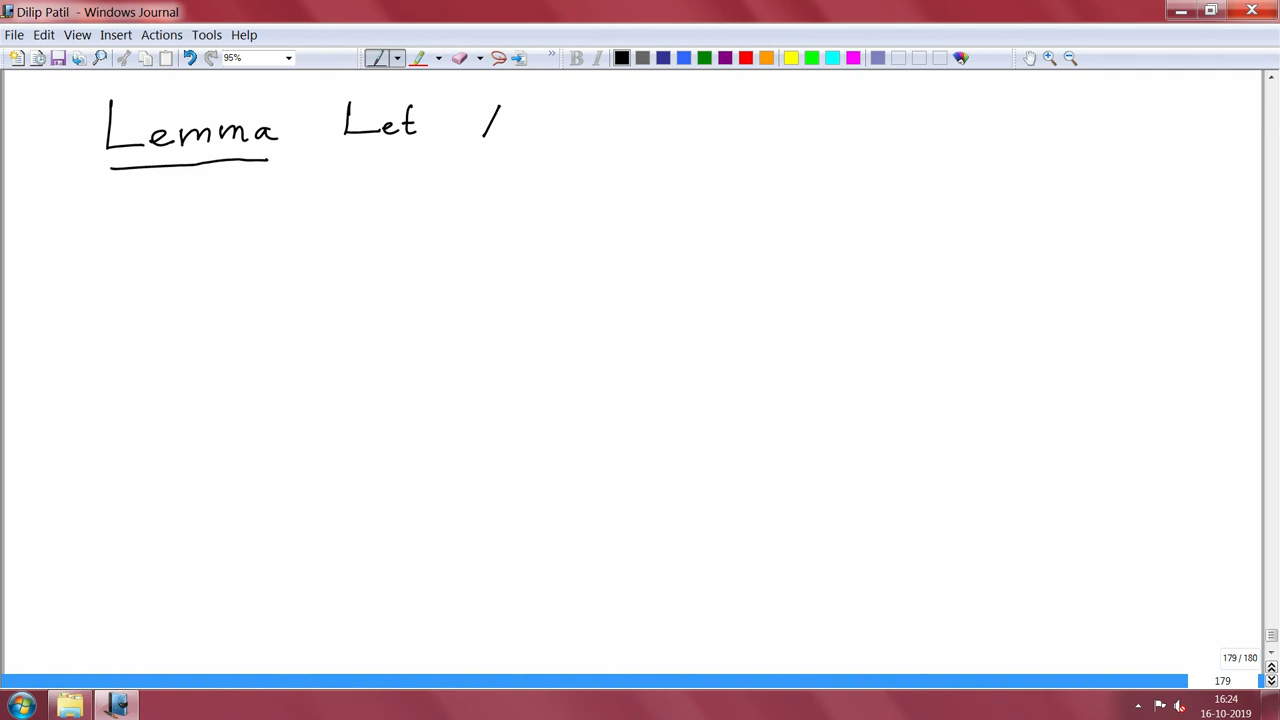 Dilip Patil - Windows Journal
File Edit View Insert Actions Tools Help
95%
Lemma Let /
179 / 180
179
16:24
16-10-2019